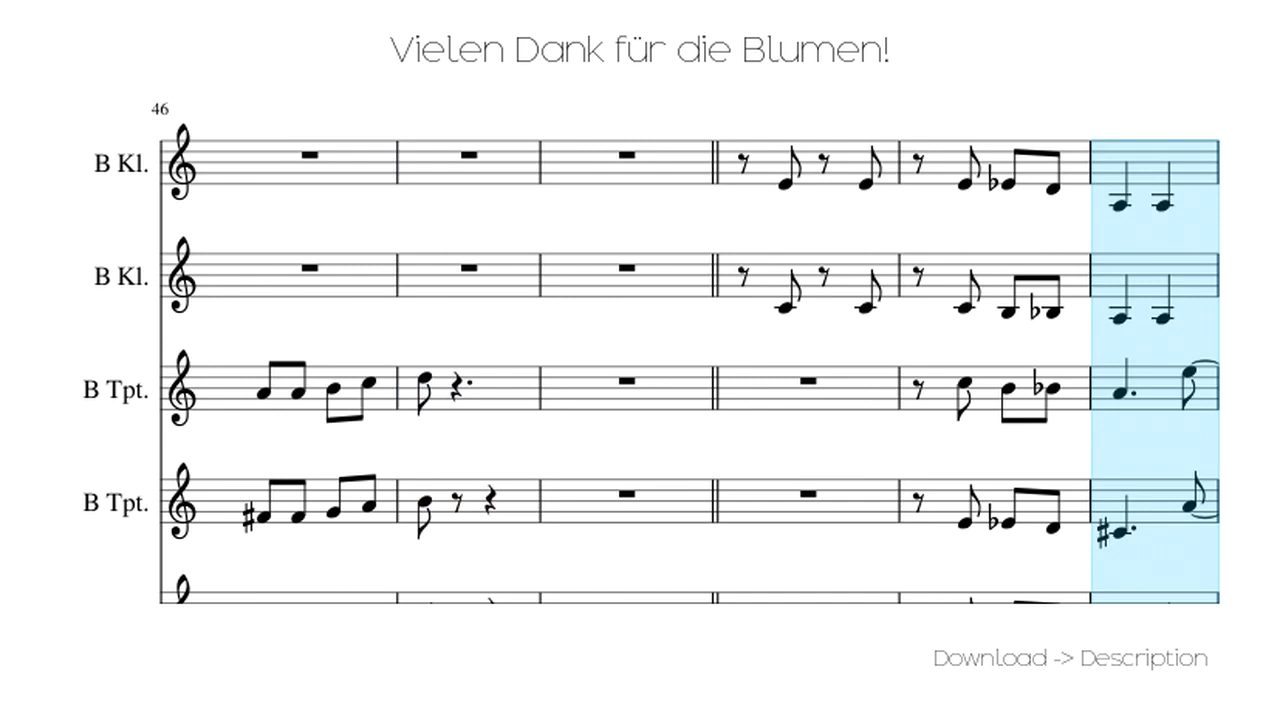 Vielen Dank für die Blumen!
46
B Kl.
B Kl.
B Tpt.
B Tpt.
Download -> Description